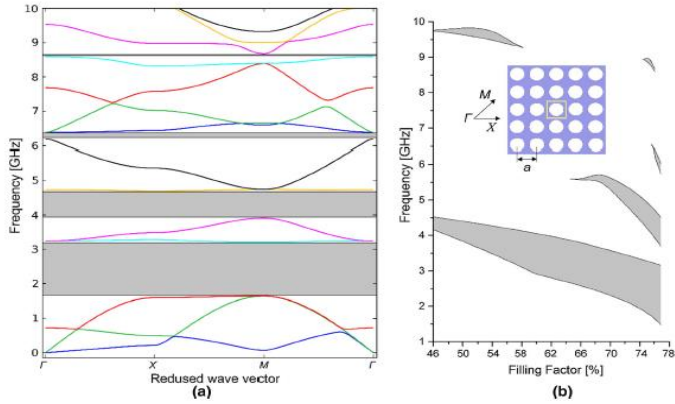 10
9
8
7
6
5
4
3
2
1
0
Frequency [GHz]
Γ X M Γ
Redused wave vector
(a)
10
9
8
7
6
5
4
3
2
1
0
Frequency [GHz]
M
Γ
X
a
46 50 54 58 62 66 70 74 78
Filling Factor [%]
(b)